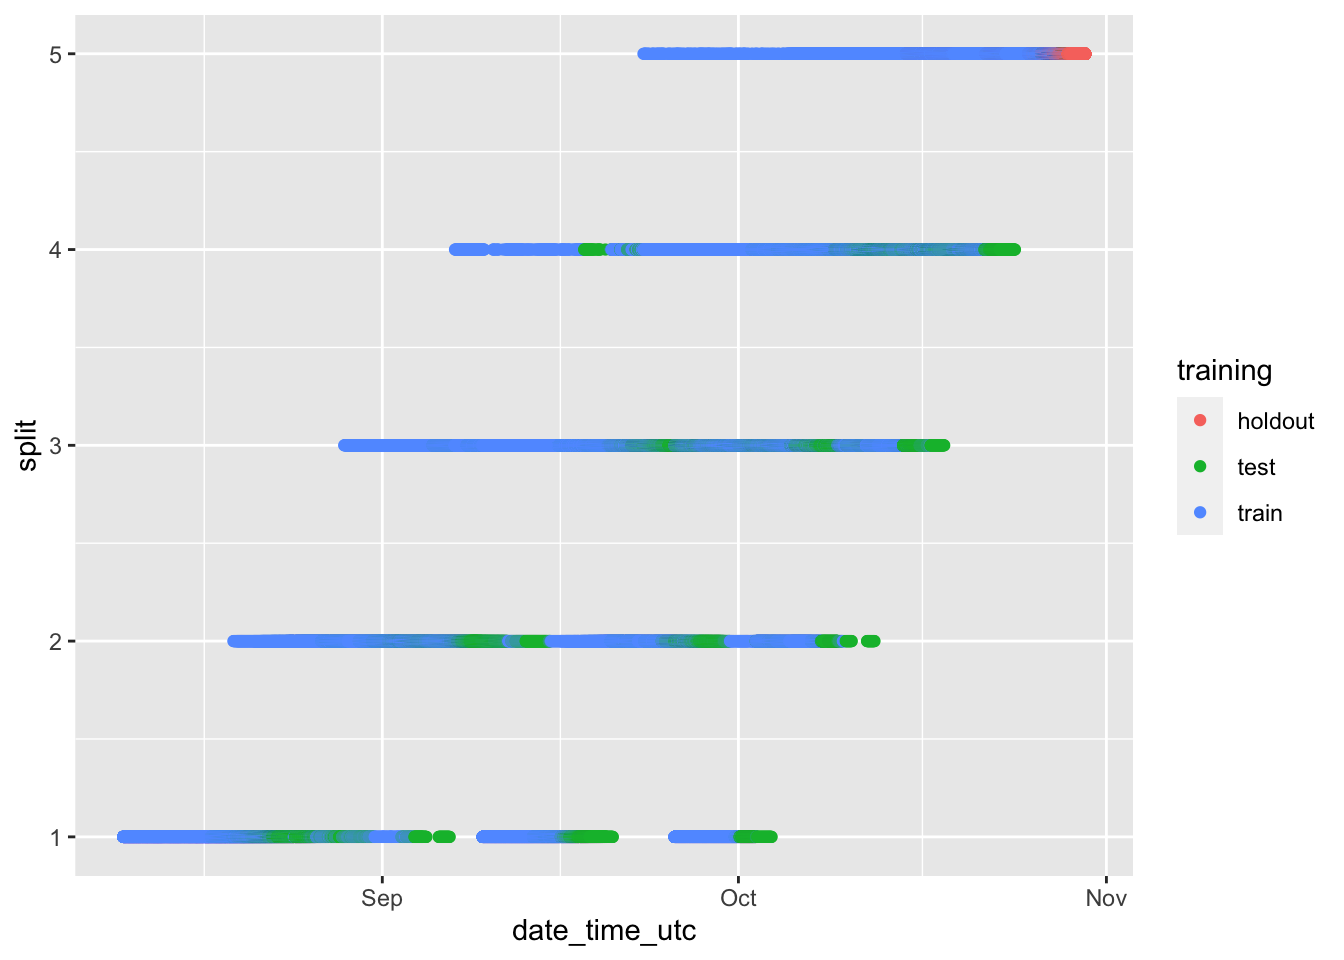 5
4
3
2
1
split
Sep
Oct
Nov
date_time_utc
training
holdout
test
train